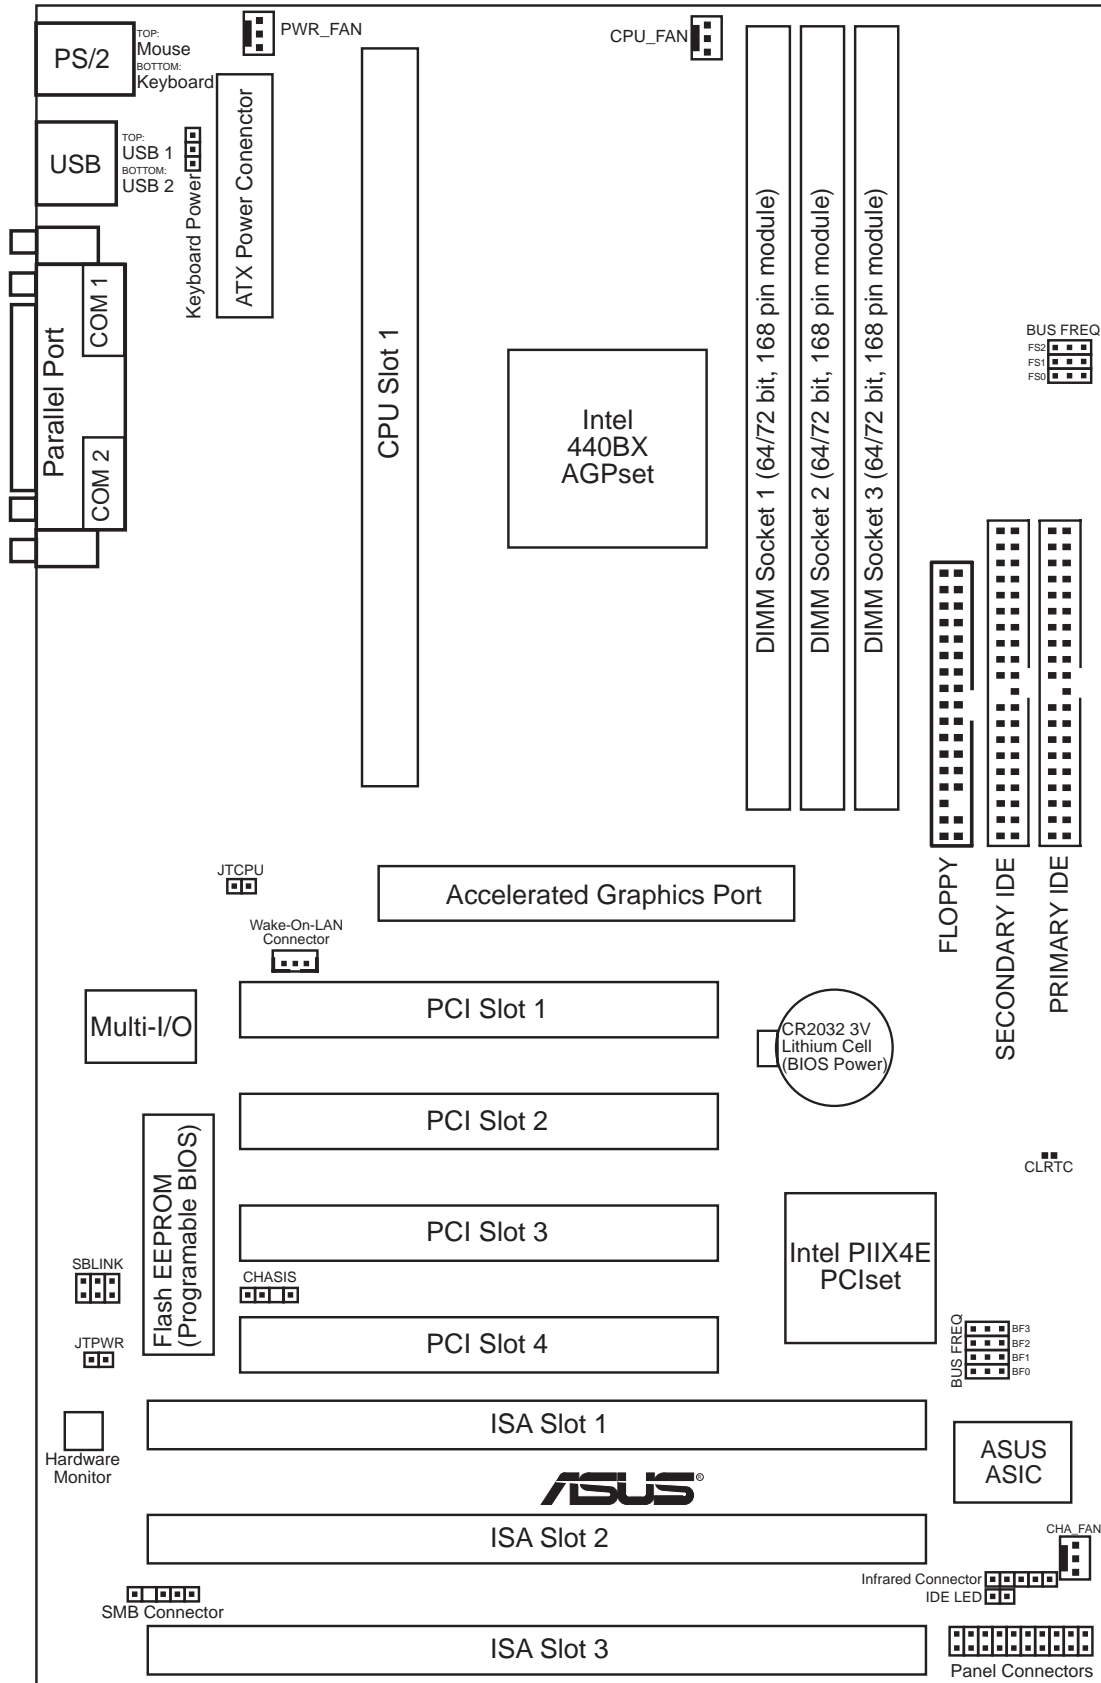 PS/2
TOP:
Mouse
BOTTOM:
Keyboard
PWR_FAN
CPU_FAN
USB
TOP:
USB 1
BOTTOM:
USB 2
Keyboard Power
ATX Power Conenctor
Parallel Port
COM 1
COM 2
CPU Slot 1
Intel
440BX
AGPset
DIMM Socket 1 (64/72 bit, 168 pin module)
DIMM Socket 2 (64/72 bit, 168 pin module)
DIMM Socket 3 (64/72 bit, 168 pin module)
BUS FREQ
FS2
FS1
FS0
FLOPPY
SECONDARY IDE
PRIMARY IDE
JTCPU
Accelerated Graphics Port
Wake-On-LAN
Connector
Multi-I/O
PCI Slot 1
CR2032 3V
Lithium Cell
(BIOS Power)
PCI Slot 2
Flash EEPROM
(Programable BIOS)
CLRTC
PCI Slot 3
Intel PIIX4E
PCIset
SBLINK
CHASIS
JTPWR
PCI Slot 4
BUS FREQ
BF3
BF2
BF1
BF0
Hardware
Monitor
ISA Slot 1
ASUS
ASIC
ASUS®
ISA Slot 2
CHA_FAN
Infrared Connector
IDE LED
SMB Connector
ISA Slot 3
Panel Connectors